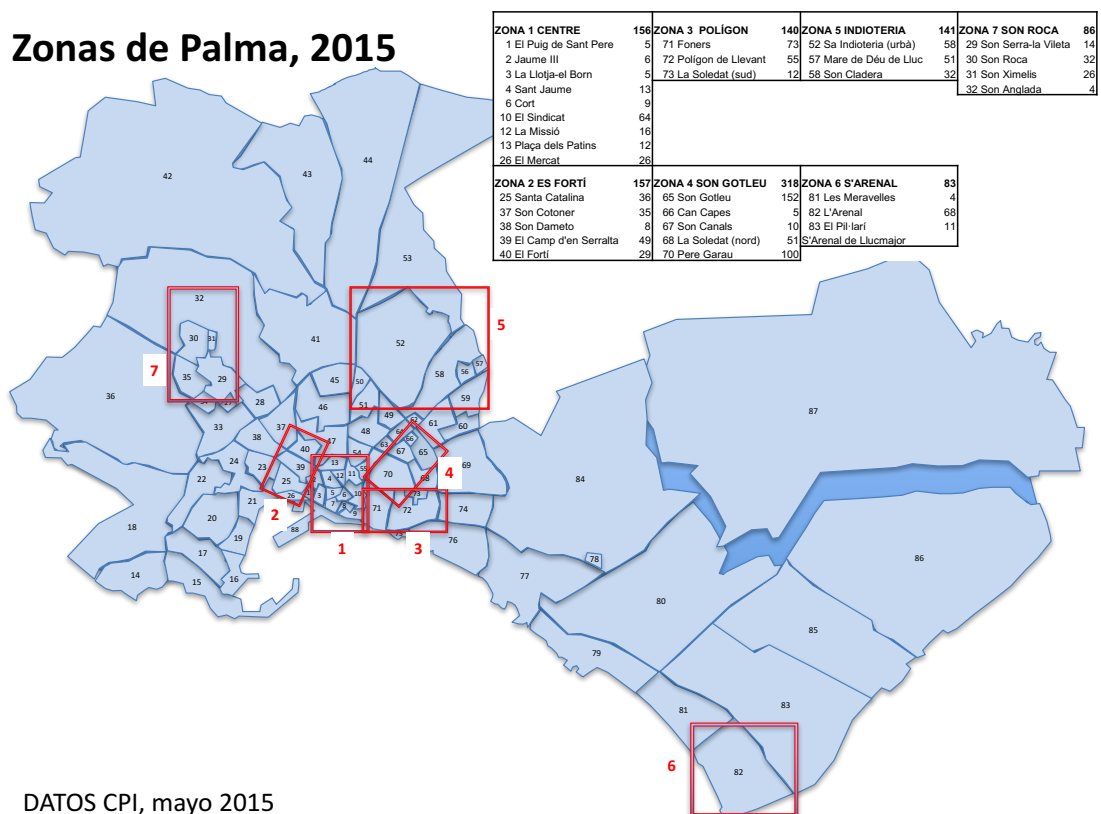 Zonas de Palma, 2015
ZONA 1 CENTRE 156 ZONA 3 POLÍGON 140 ZONA 5 INDIOTERIA 141 ZONA 7 SON ROCA 86
1 El Puig de Sant Pere 5 71 Foners 73 52 Sa Indioteria (urbà) 58 29 Son Serra-la Vileta 14
2 Jaume III 6 72 Polígon de Llevant 55 57 Mare de Déu de Lluc 51 30 Son Roca 32
3 La Llotja-el Born 5 73 La Soledat (sud) 12 58 Son Cladera 32 31 Son Ximelis 26
4 Sant Jaume 13 32 Son Anglada 4
6 Cort 9
10 El Sindicat 64
12 La Missió 16
13 Plaça dels Patins 12
26 El Mercat 26
ZONA 2 ES FORTÍ 157 ZONA 4 SON GOTLEU 318 ZONA 6 S'ARENAL 83
25 Santa Catalina 36 65 Son Gotleu 152 81 Les Meravelles 4
37 Son Cotoner 35 66 Can Capes 5 82 L'Arenal 68
38 Son Dameto 8 67 Son Canals 10 83 El Pil·larí 11
39 El Camp d'en Serralta 49 68 La Soledat (nord) 51 S'Arenal de Llucmajor
40 El Fortí 29 70 Pere Garau 100
44
42 43
53
32
5
30 31 41 52
7 57
35 29 45 50 58 56
36 59
28 46 51
87
33 37 48 49 61 60
38 40 47 63 66
39 54 67 65
24 23 13 69
22 25 12 11 55 70 4 68 84
26 2 4 5 6 10 73
21 3 7 8 9 71 72 74
18 20 2 88
19 1 3 76
17 78 86
14 15 16 77
80
85
79
81 83
6 82
DATOS CPI, mayo 2015